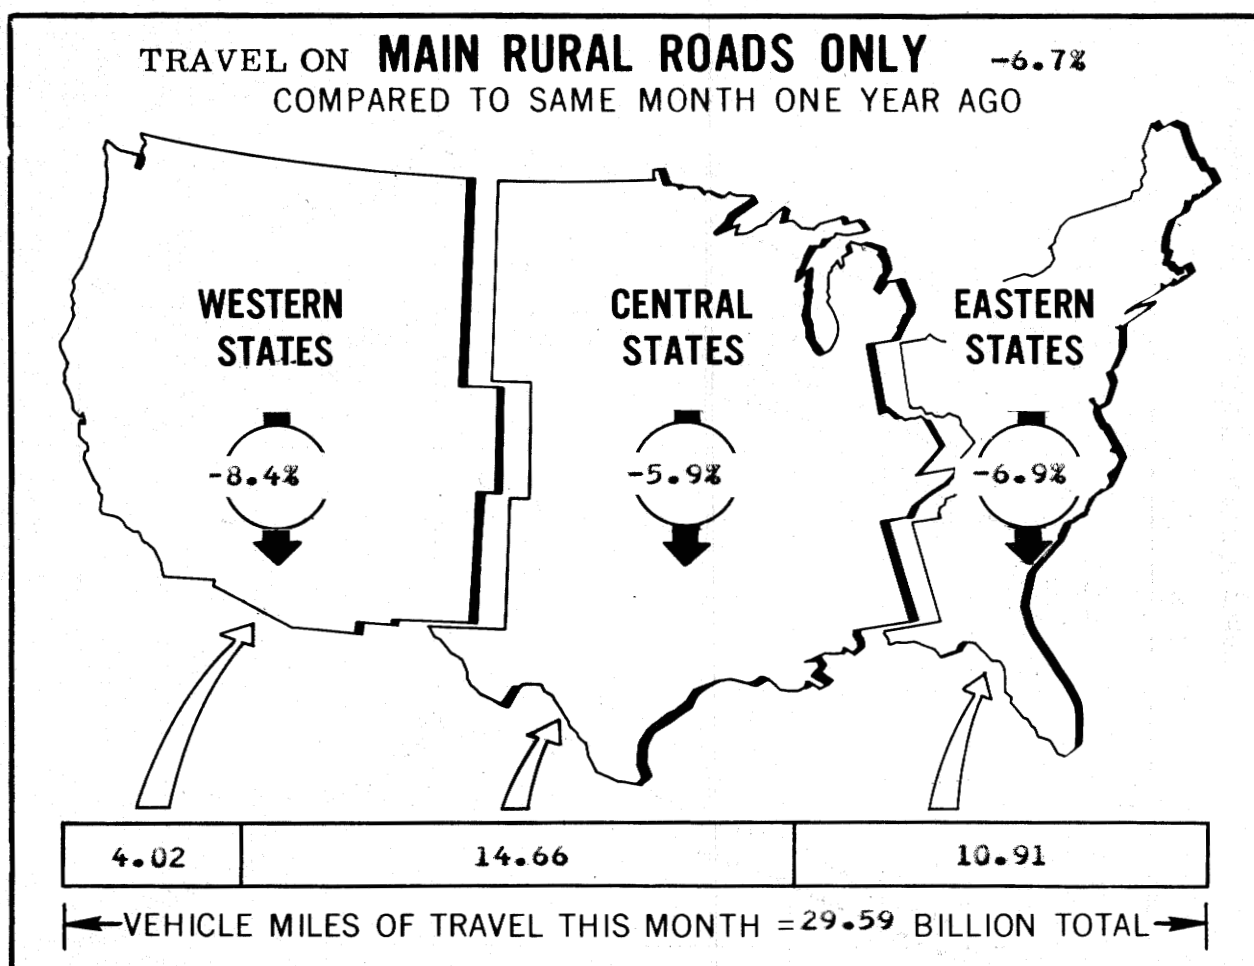 TRAVEL ON MAIN RURAL ROADS ONLY -6.7%
COMPARED TO SAME MONTH ONE YEAR AGO
WESTERN
STATES
-8.4%
CENTRAL
STATES
-5.9%
EASTERN
STATES
-6.9%
4.02 14.66 10.91
VEHICLE MILES OF TRAVEL THIS MONTH = 29.59 BILLION TOTAL